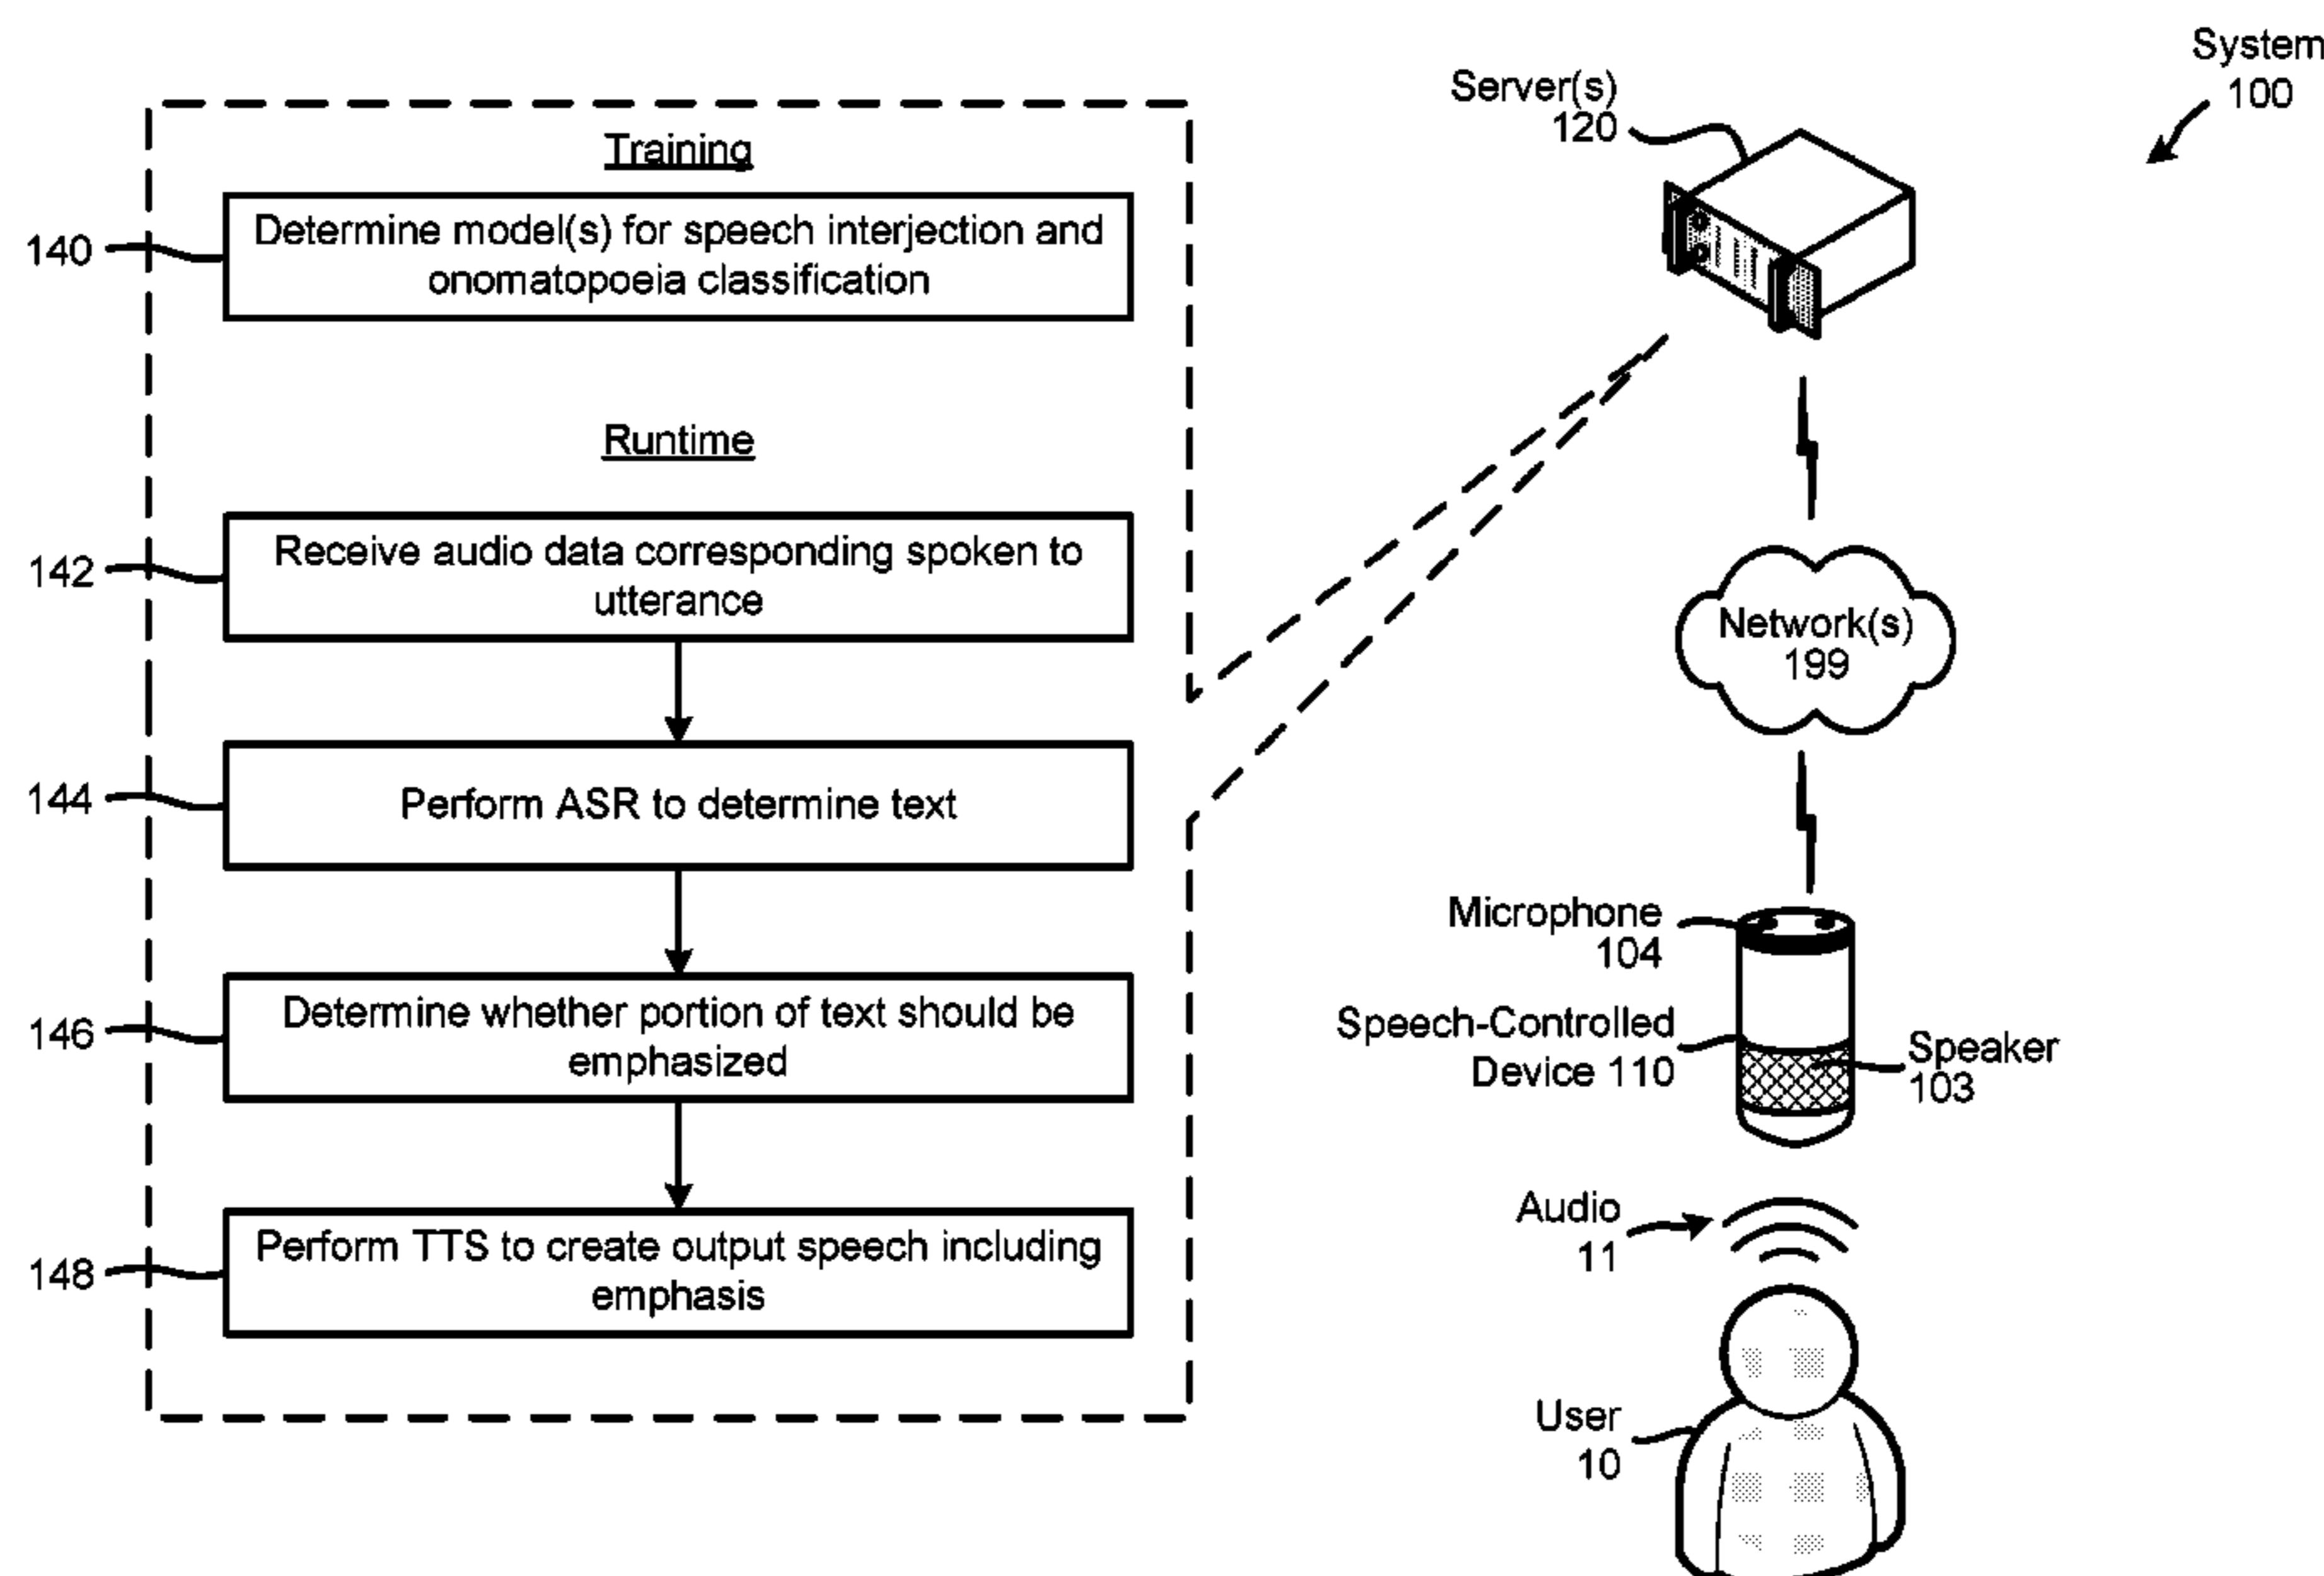 System
100
Server(s)
120
Training
140
Determine model(s) for speech interjection and
onomatopoeia classification
Runtime
142
Receive audio data corresponding spoken to
utterance
144
Perform ASR to determine text
146
Determine whether portion of text should be
emphasized
148
Perform TTS to create output speech including
emphasis
Network(s)
199
Microphone
104
Speech-Controlled
Device 110
Speaker
103
Audio
11
User
10